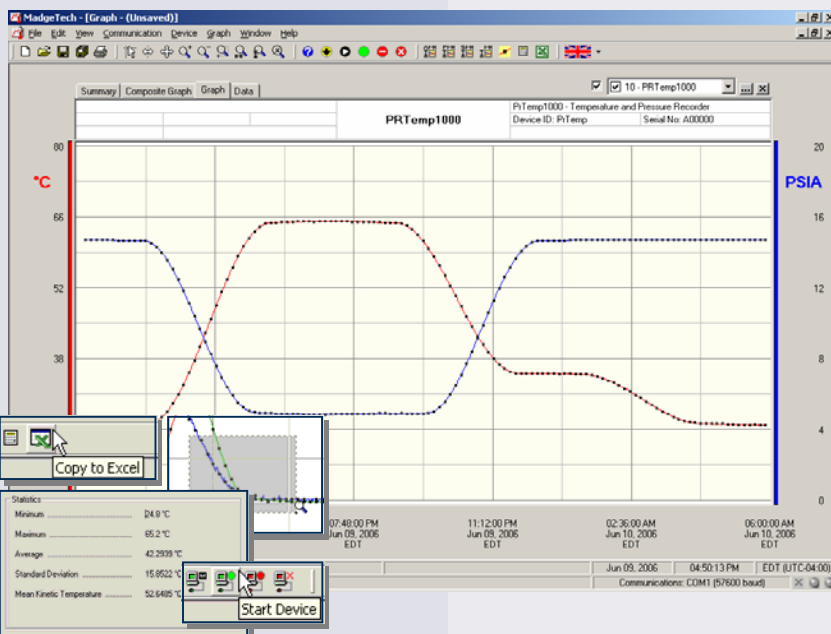 MadgeTech - [Graph - (Unsaved)]
File Edit View Communication Device Graph Window Help
Summary Composite Graph Graph Data
10 - PRTemp1000
PRTemp1000
PrTemp1000 - Temperature and Pressure Recorder
Device ID: PrTemp Serial No: A00000
80
66
52
38
°C
20
16
12
8
4
0
PSIA
07:48:00 PM
Jun 09, 2006
EDT
11:12:00 PM
Jun 09, 2006
EDT
02:36:00 AM
Jun 10, 2006
EDT
06:00:00 AM
Jun 10, 2006
EDT
Jun 09, 2006 04:50:13 PM EDT (UTC-04:00)
Communications: COM1 (57600 baud)
Copy to Excel
Statistics
Minimum 24.8 °C
Maximum 65.2 °C
Average 42.2939 °C
Standard Deviation 15.8522 °C
Mean Kinetic Temperature 52.6485 °C
Start Device